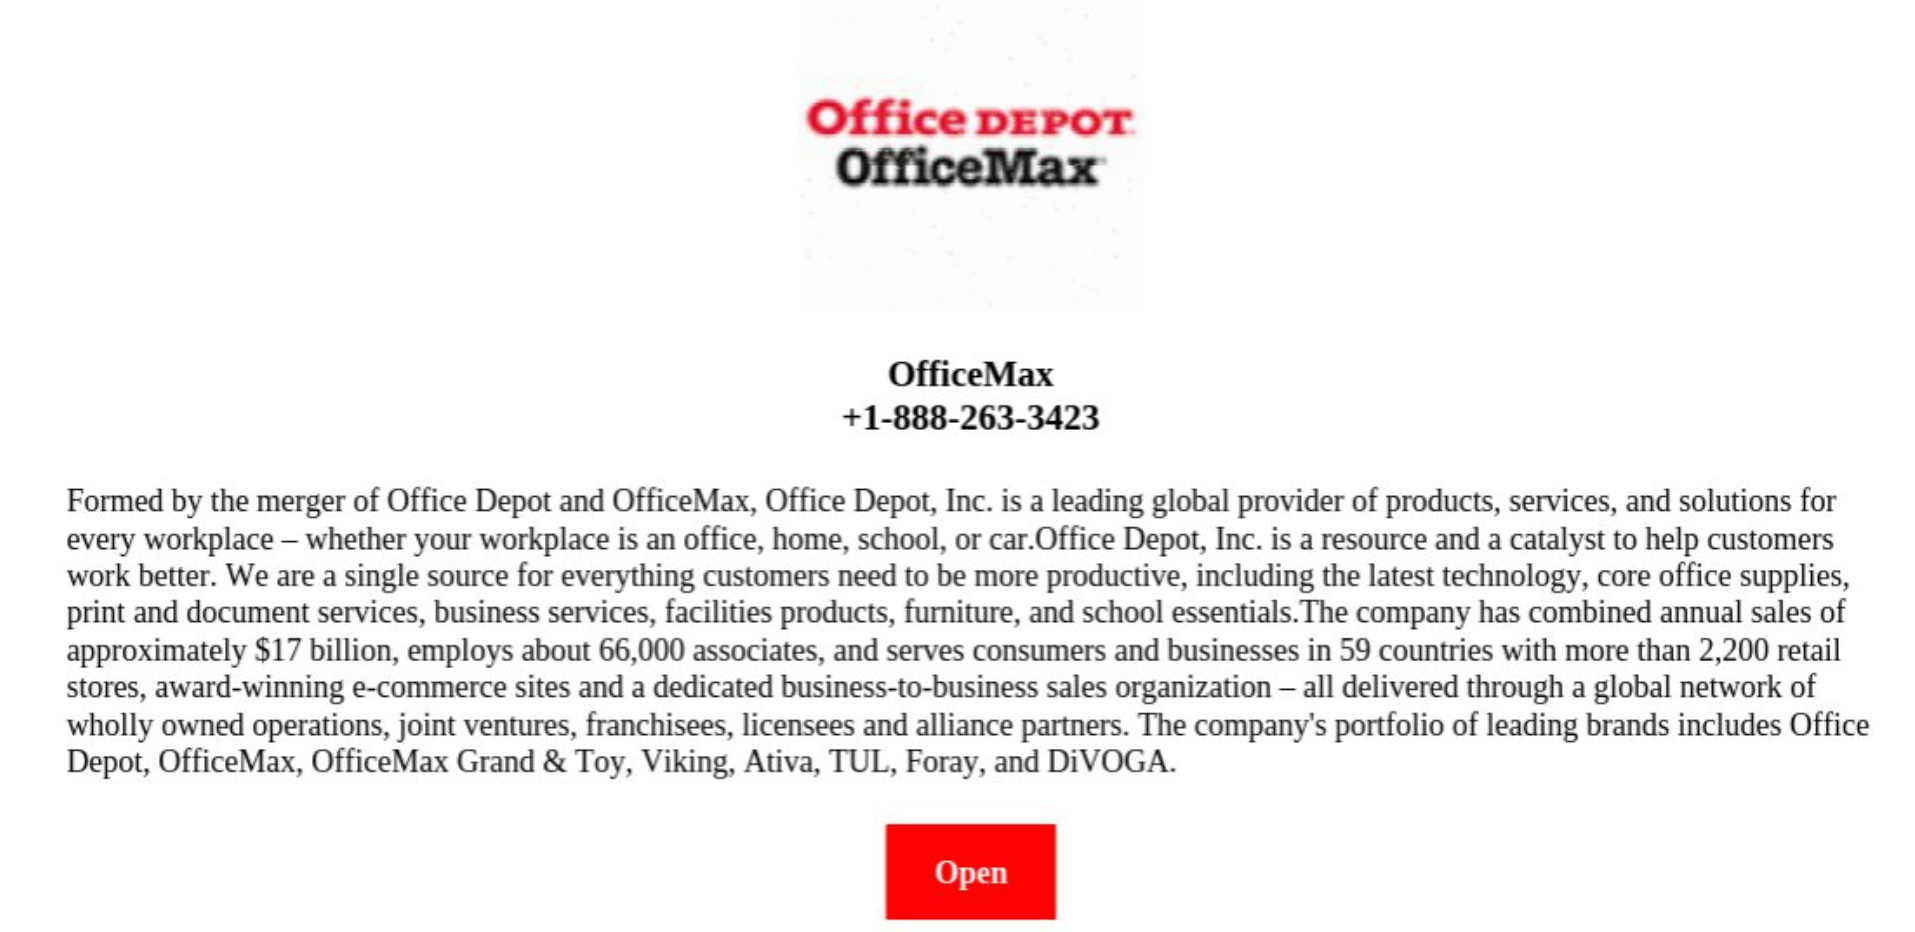 Office DEPOT
OfficeMax
OfficeMax
+1-888-263-3423
Formed by the merger of Office Depot and OfficeMax, Office Depot, Inc. is a leading global provider of products, services, and solutions for
every workplace – whether your workplace is an office, home, school, or car.Office Depot, Inc. is a resource and a catalyst to help customers
work better. We are a single source for everything customers need to be more productive, including the latest technology, core office supplies,
print and document services, business services, facilities products, furniture, and school essentials.The company has combined annual sales of
approximately $17 billion, employs about 66,000 associates, and serves consumers and businesses in 59 countries with more than 2,200 retail
stores, award-winning e-commerce sites and a dedicated business-to-business sales organization – all delivered through a global network of
wholly owned operations, joint ventures, franchisees, licensees and alliance partners. The company's portfolio of leading brands includes Office
Depot, OfficeMax, OfficeMax Grand & Toy, Viking, Ativa, TUL, Foray, and DiVOGA.
Open